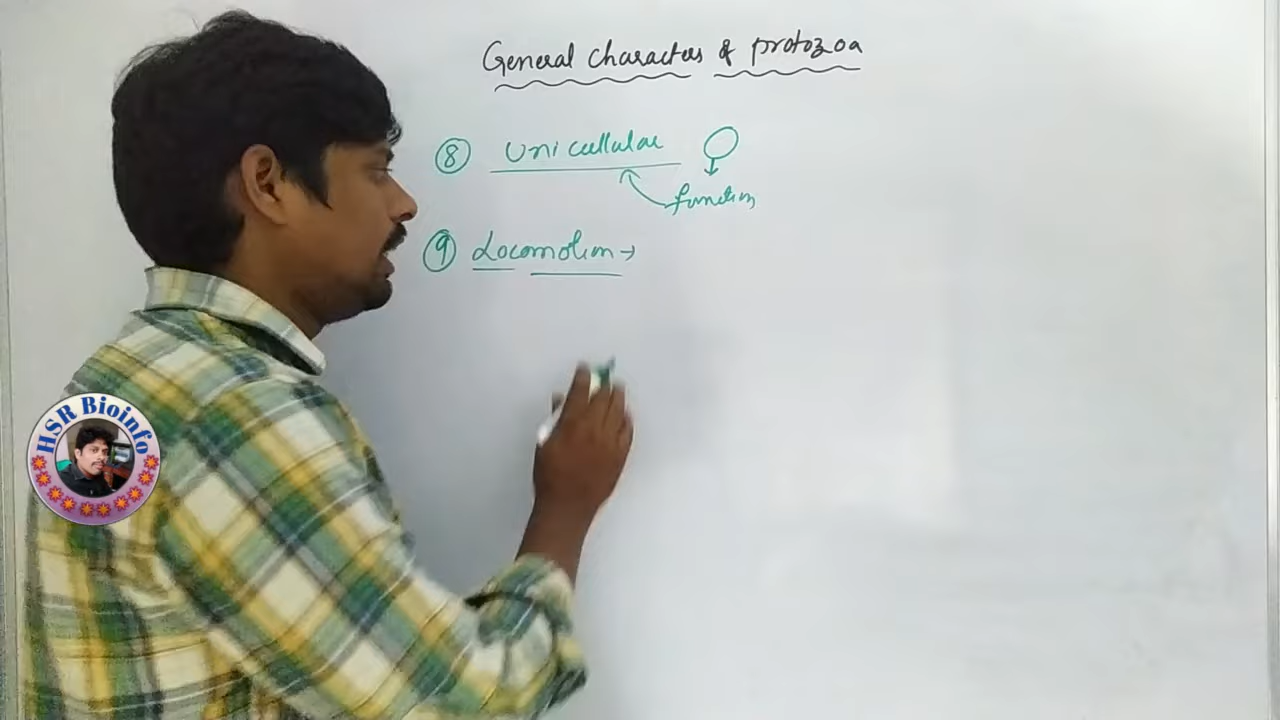 General characters of protozoa
⑧ Unicellular
function
⑨ Locomotion →
HSR Bioinfo